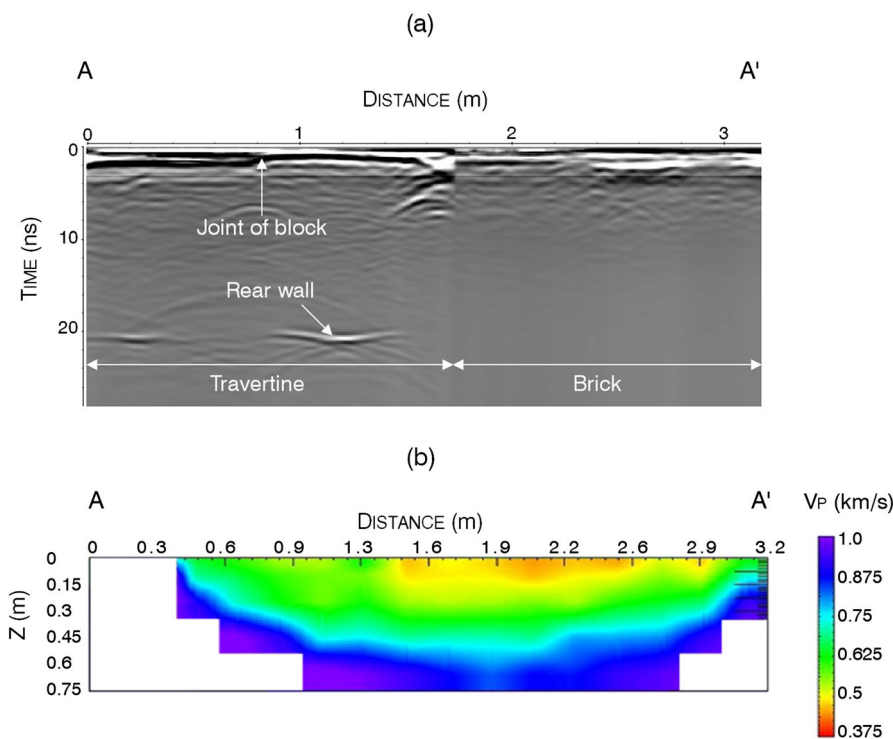 (a)
A A'
DISTANCE (m)
0 1 2 3
0
Joint of block
10
TIME (ns)
Rear wall
20
Travertine Brick
(b)
A A' VP (km/s)
DISTANCE (m)
0 0.3 0.6 0.9 1.3 1.6 1.9 2.2 2.6 2.9 3.2
0
0.15
0.3
0.45
0.6
0.75
Z (m)
1.0
0.875
0.75
0.625
0.5
0.375